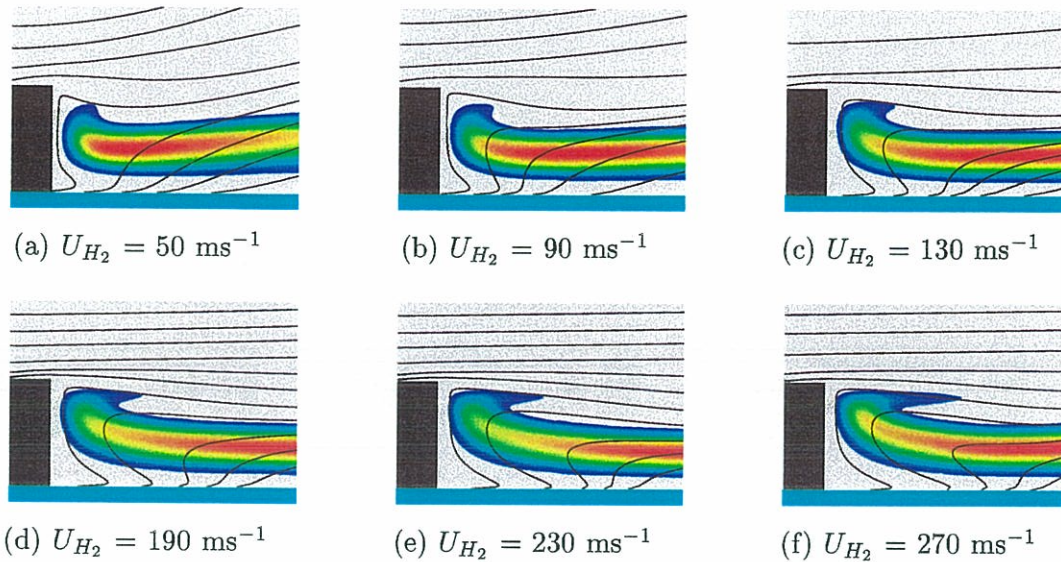 (a) U_{H_2} = 50 ms^{-1}
(b) U_{H_2} = 90 ms^{-1}
(c) U_{H_2} = 130 ms^{-1}
(d) U_{H_2} = 190 ms^{-1}
(e) U_{H_2} = 230 ms^{-1}
(f) U_{H_2} = 270 ms^{-1}